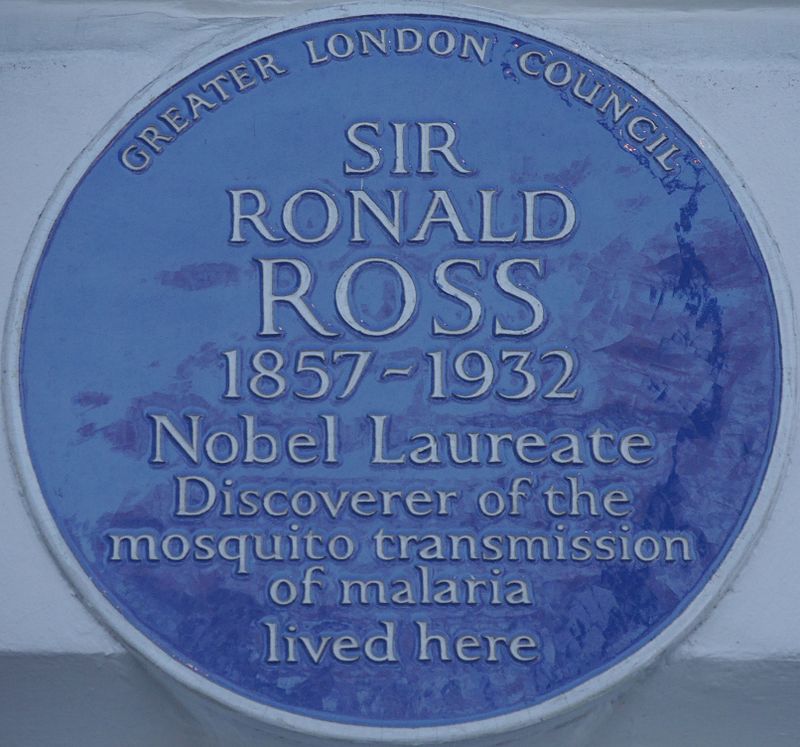 GREATER LONDON COUNCIL
SIR
RONALD
ROSS
1857-1932
Nobel Laureate
Discoverer of the
mosquito transmission
of malaria
lived here